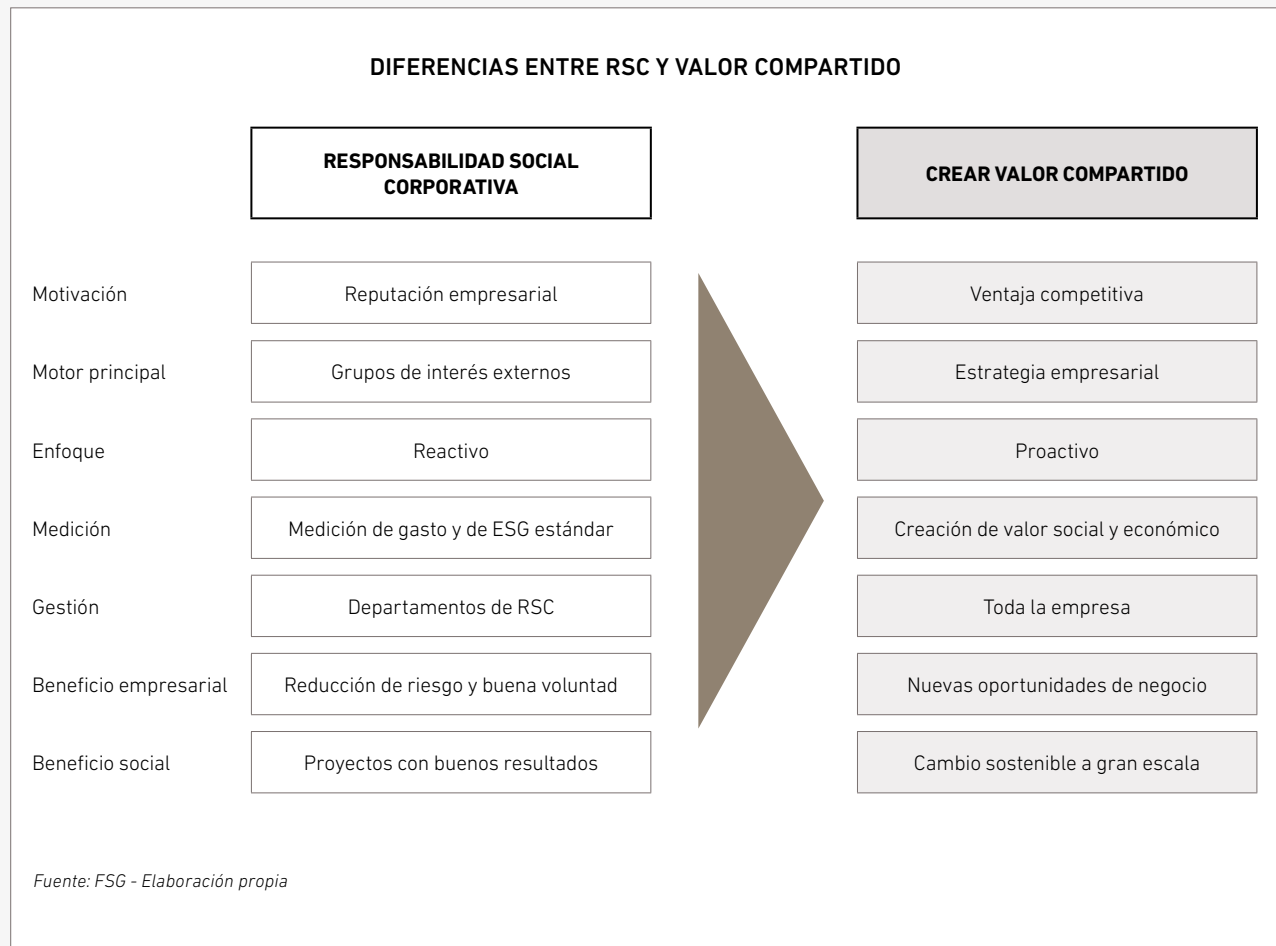 DIFERENCIAS ENTRE RSC Y VALOR COMPARTIDO
RESPONSABILIDAD SOCIAL
CORPORATIVA
CREAR VALOR COMPARTIDO
Motivación
Reputación empresarial
Ventaja competitiva
Motor principal
Grupos de interés externos
Estrategia empresarial
Enfoque
Reactivo
Proactivo
Medición
Medición de gasto y de ESG estándar
Creación de valor social y económico
Gestión
Departamentos de RSC
Toda la empresa
Beneficio empresarial
Reducción de riesgo y buena voluntad
Nuevas oportunidades de negocio
Beneficio social
Proyectos con buenos resultados
Cambio sostenible a gran escala
Fuente: FSG - Elaboración propia